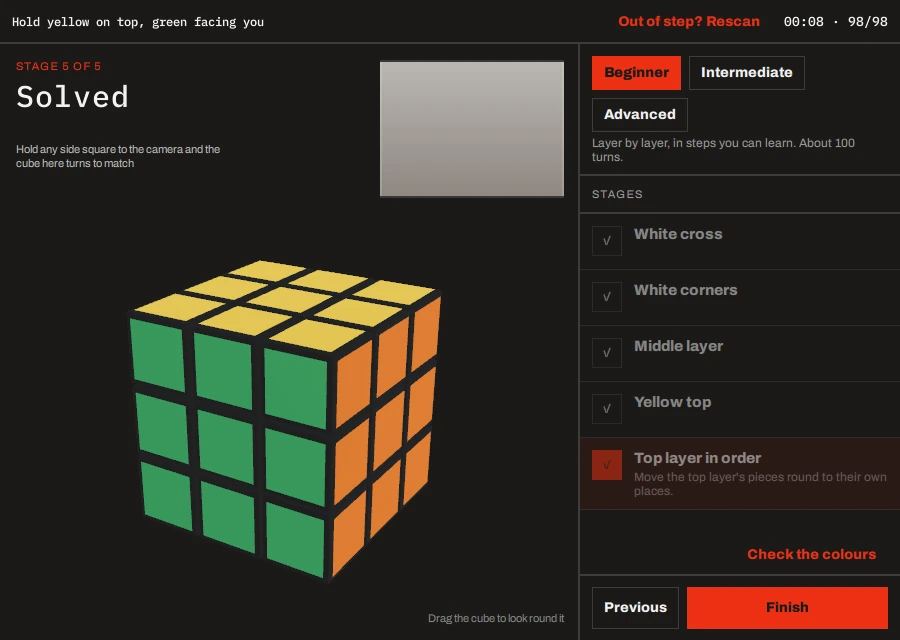 Hold yellow on top, green facing you
Out of step? Rescan
00:08 · 98/98
STAGE 5 OF 5
Solved
Hold any side square to the camera and the
cube here turns to match
Drag the cube to look round it
Beginner
Intermediate
Advanced
Layer by layer, in steps you can learn. About 100
turns.
STAGES
White cross
White corners
Middle layer
Yellow top
Top layer in order
Move the top layer's pieces round to their own
places.
Check the colours
Previous
Finish